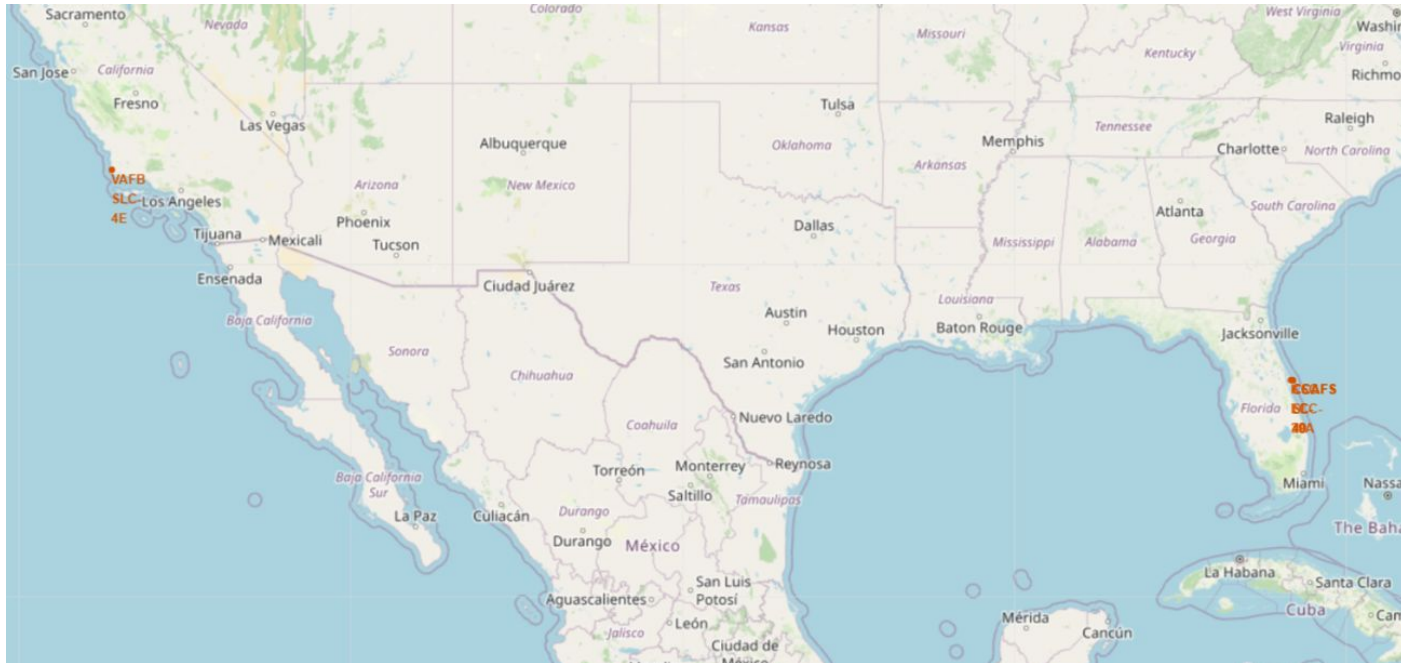 Sacramento
Nevada
Colorado
Kansas
Missouri
West Virginia
Washin
San Jose
California
Kentucky
Virginia
Richmo
Fresno
Las Vegas
Tulsa
Raleigh
Albuquerque
Oklahoma
Memphis
Tennessee
Charlotte
North Carolina
Arkansas
VAFB
SLC-
4E
Los Angeles
Arizona
New Mexico
Phoenix
Atlanta
South Carolina
Tijuana
Mexicali
Tucson
Dallas
Mississippi
Alabama
Georgia
Ensenada
Ciudad Juárez
Texas
Louisiana
Baja California
Austin
Houston
Baton Rouge
Jacksonville
Sonora
Chihuahua
San Antonio
Florida
Coahuila
Nuevo Laredo
Torreón
Monterrey
Reynosa
Baja California
Sur
Saltillo
Tamaulipas
Miami
Nassa
La Paz
Culiacán
Durango
Durango
México
The Baha
La Habana
Santa Clara
San Luis
Potosí
Aguascalientes
Cuba
Cam
León
Mérida
Cancún
Jalisco
Ciudad de
México